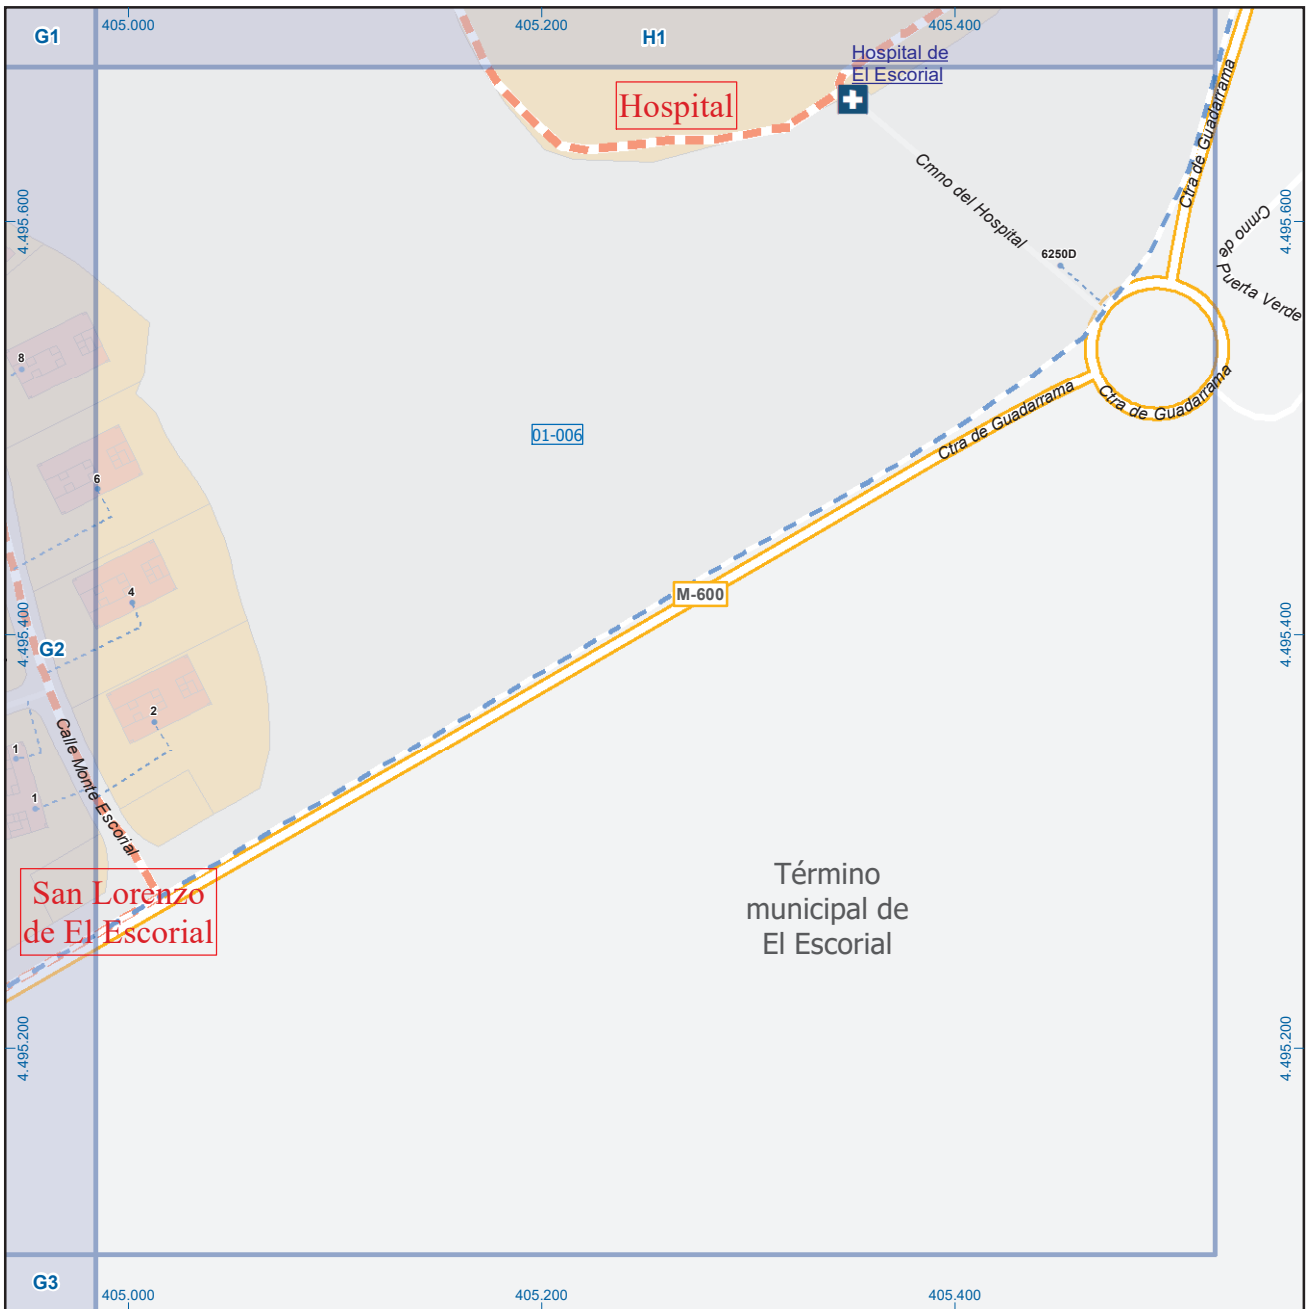 405.000
405.200
405.400
G1
H1
Hospital de
El Escorial
Hospital
Ctra de Guadarrama
Cmno del Hospital
4.495.600
4.495.600
Cmno de
Puerta Verde
6250D
8
Ctra de Guadarrama
Ctra de Guadarrama
01-006
6
M-600
4
4.495.400
4.495.400
G2
2
1
Calle Monte Escorial
1
San Lorenzo
de El Escorial
Término
municipal de
El Escorial
4.495.200
4.495.200
G3
405.000
405.200
405.400